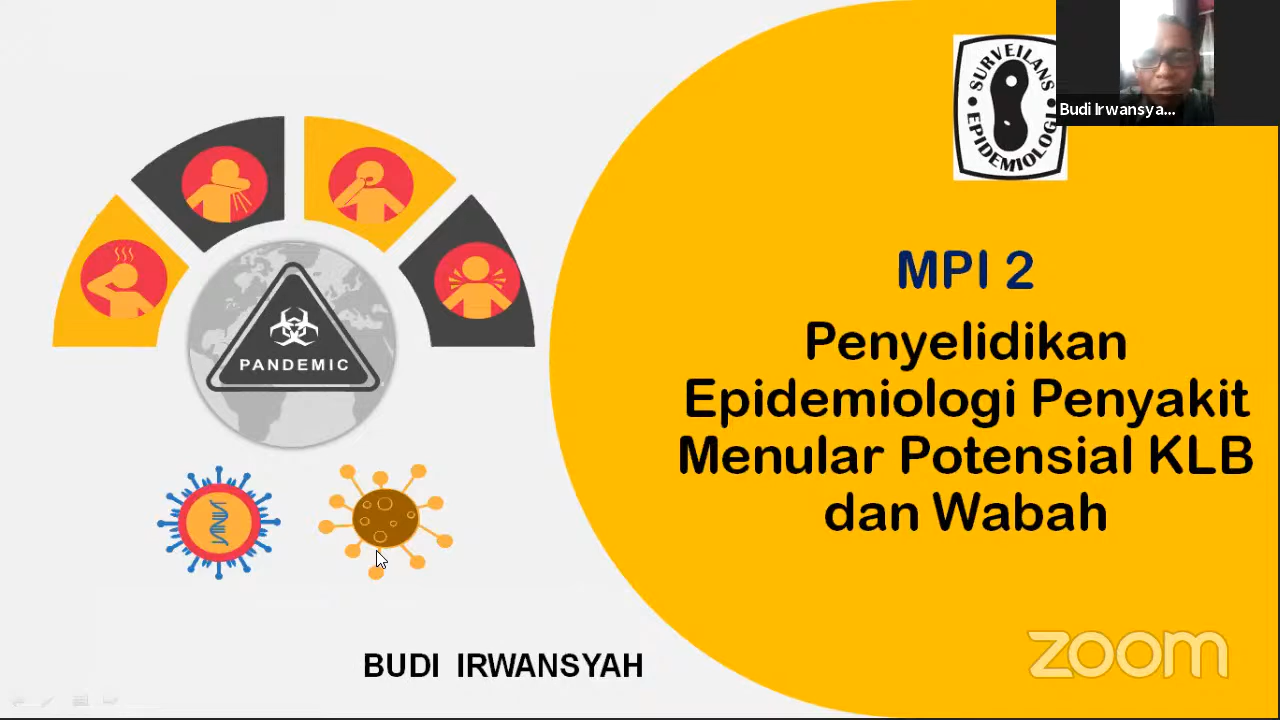 SURVEILANS
EPIDEMIOLOGI
Budi Irwansya...
PANDEMIC
MPI 2
Penyelidikan
Epidemiologi Penyakit
Menular Potensial KLB
dan Wabah
BUDI IRWANSYAH
zoom